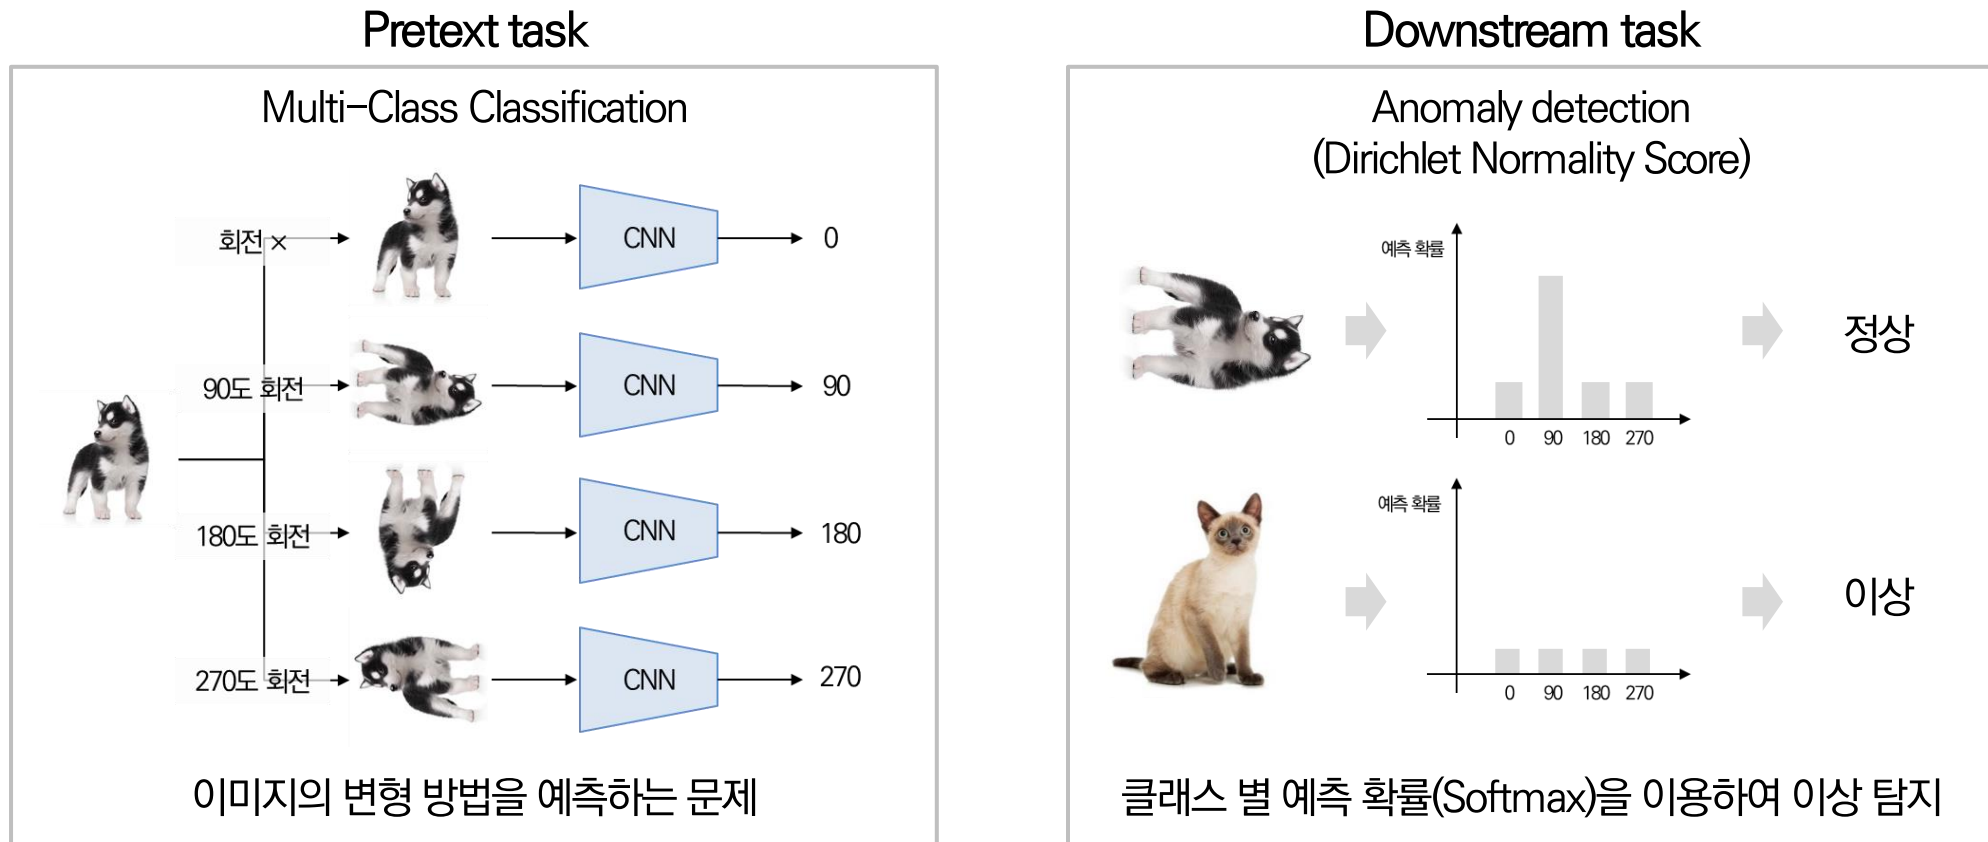 Pretext task
Multi-Class Classification
회전 ×
CNN
0
90도 회전
CNN
90
180도 회전
CNN
180
270도 회전
CNN
270
이미지의 변형 방법을 예측하는 문제
Downstream task
Anomaly detection
(Dirichlet Normality Score)
예측 확률
0 90 180 270
정상
예측 확률
0 90 180 270
이상
클래스 별 예측 확률(Softmax)을 이용하여 이상 탐지